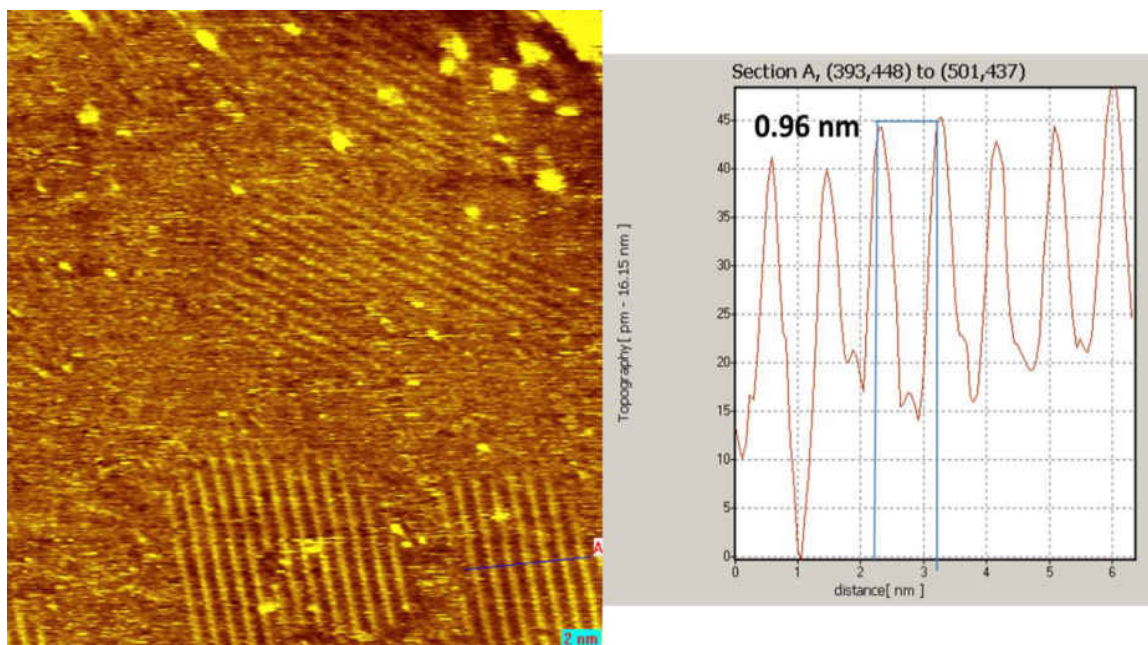 A
2 nm
Section A, (393,448) to (501,437)
0.96 nm
Topography[ pm - 16.15 nm ]
45
40
35
30
25
20
15
10
5
0
0 1 2 3 4 5 6
distance[ nm ]